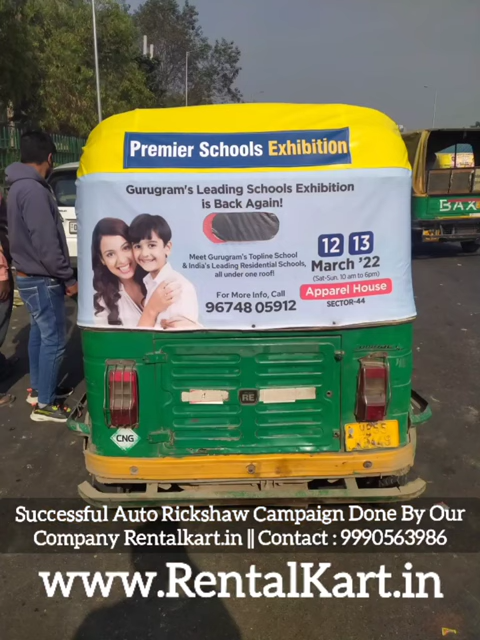 Premier Schools Exhibition
Gurugram's Leading Schools Exhibition
is Back Again!
Meet Gurugram's Topline School
& India's Leading Residential Schools,
all under one roof!
12 13
March '22
(Sat-Sun, 10 am to 6pm)
Apparel House
SECTOR-44
For More Info, Call
96748 05912
BAX
RE
CNG
Successful Auto Rickshaw Campaign Done By Our
Company Rentalkart.in || Contact : 9990563986
www.RentalKart.in